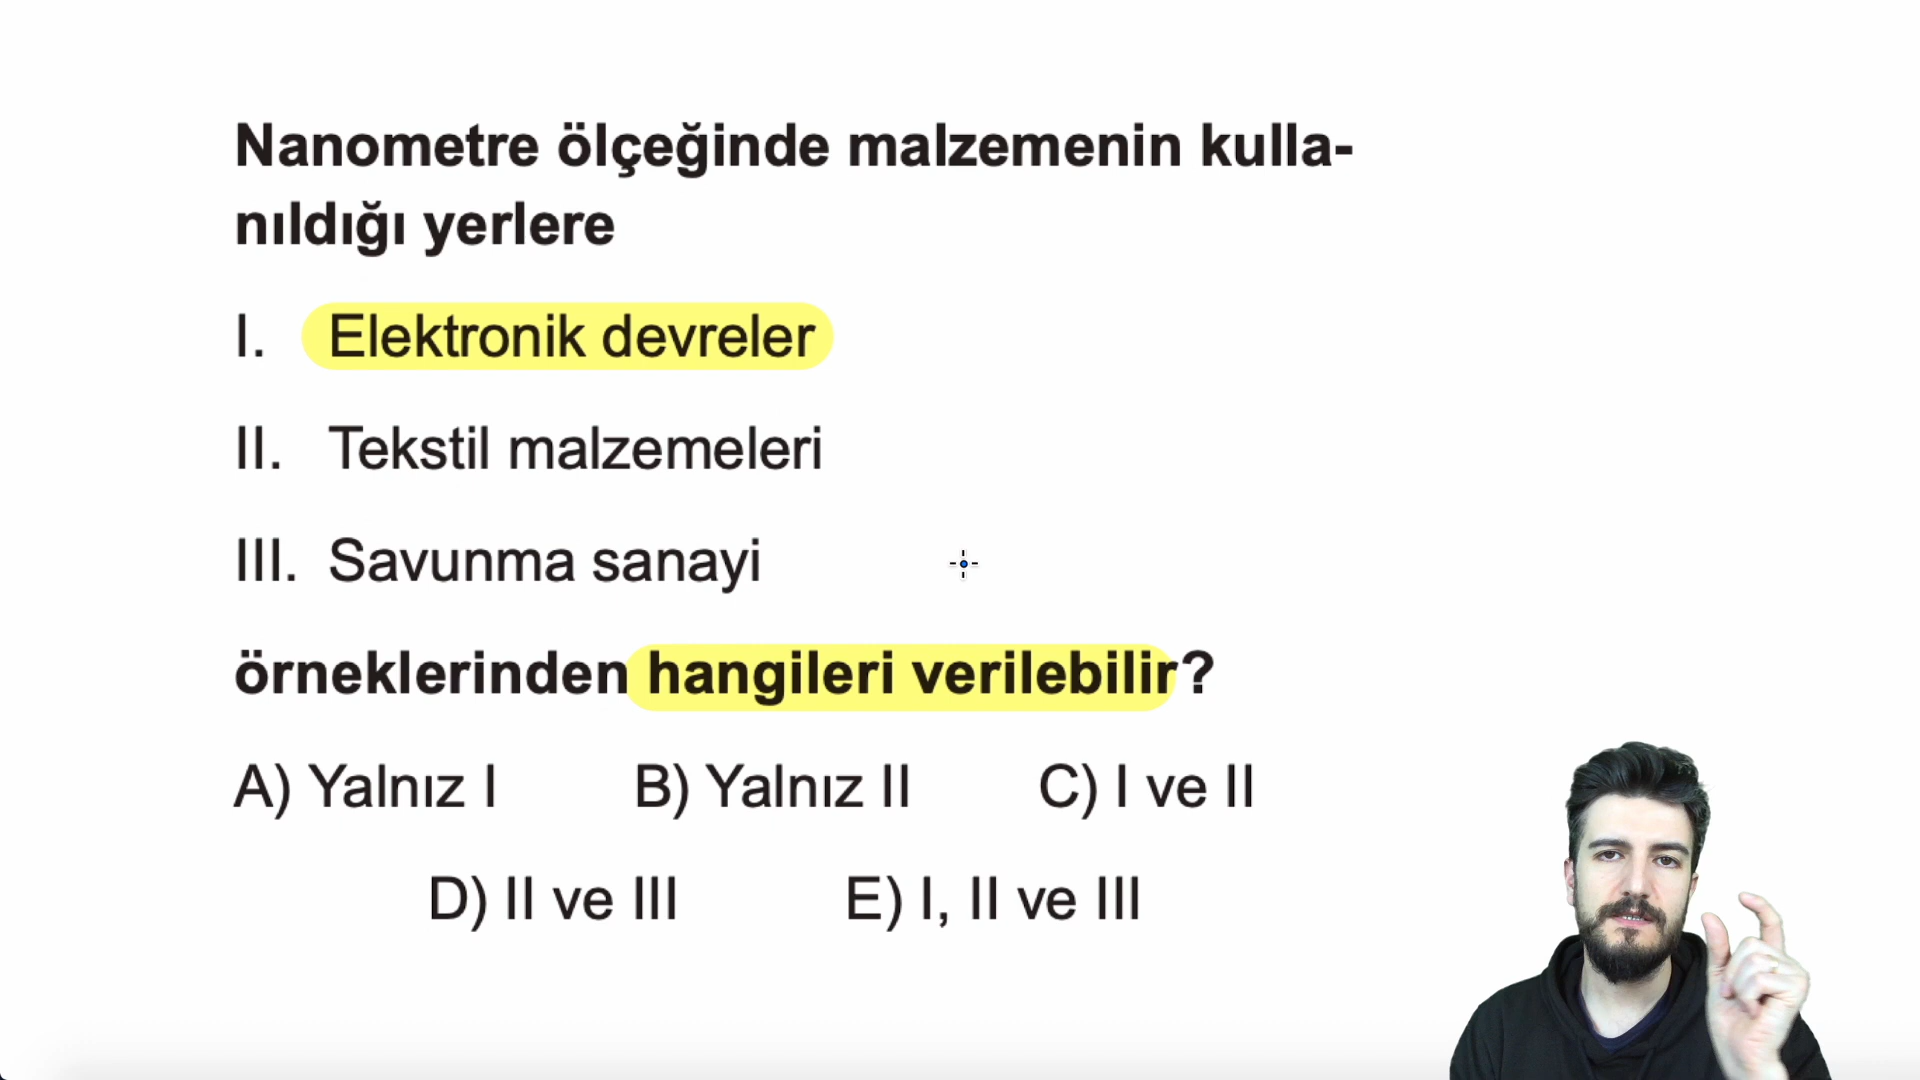 Nanometre ölçeğinde malzemenin kulla-
nıldığı yerlere
I. Elektronik devreler
II. Tekstil malzemeleri
III. Savunma sanayi
örneklerinden hangileri verilebilir?
A) Yalnız I B) Yalnız II C) I ve II
D) II ve III E) I, II ve III